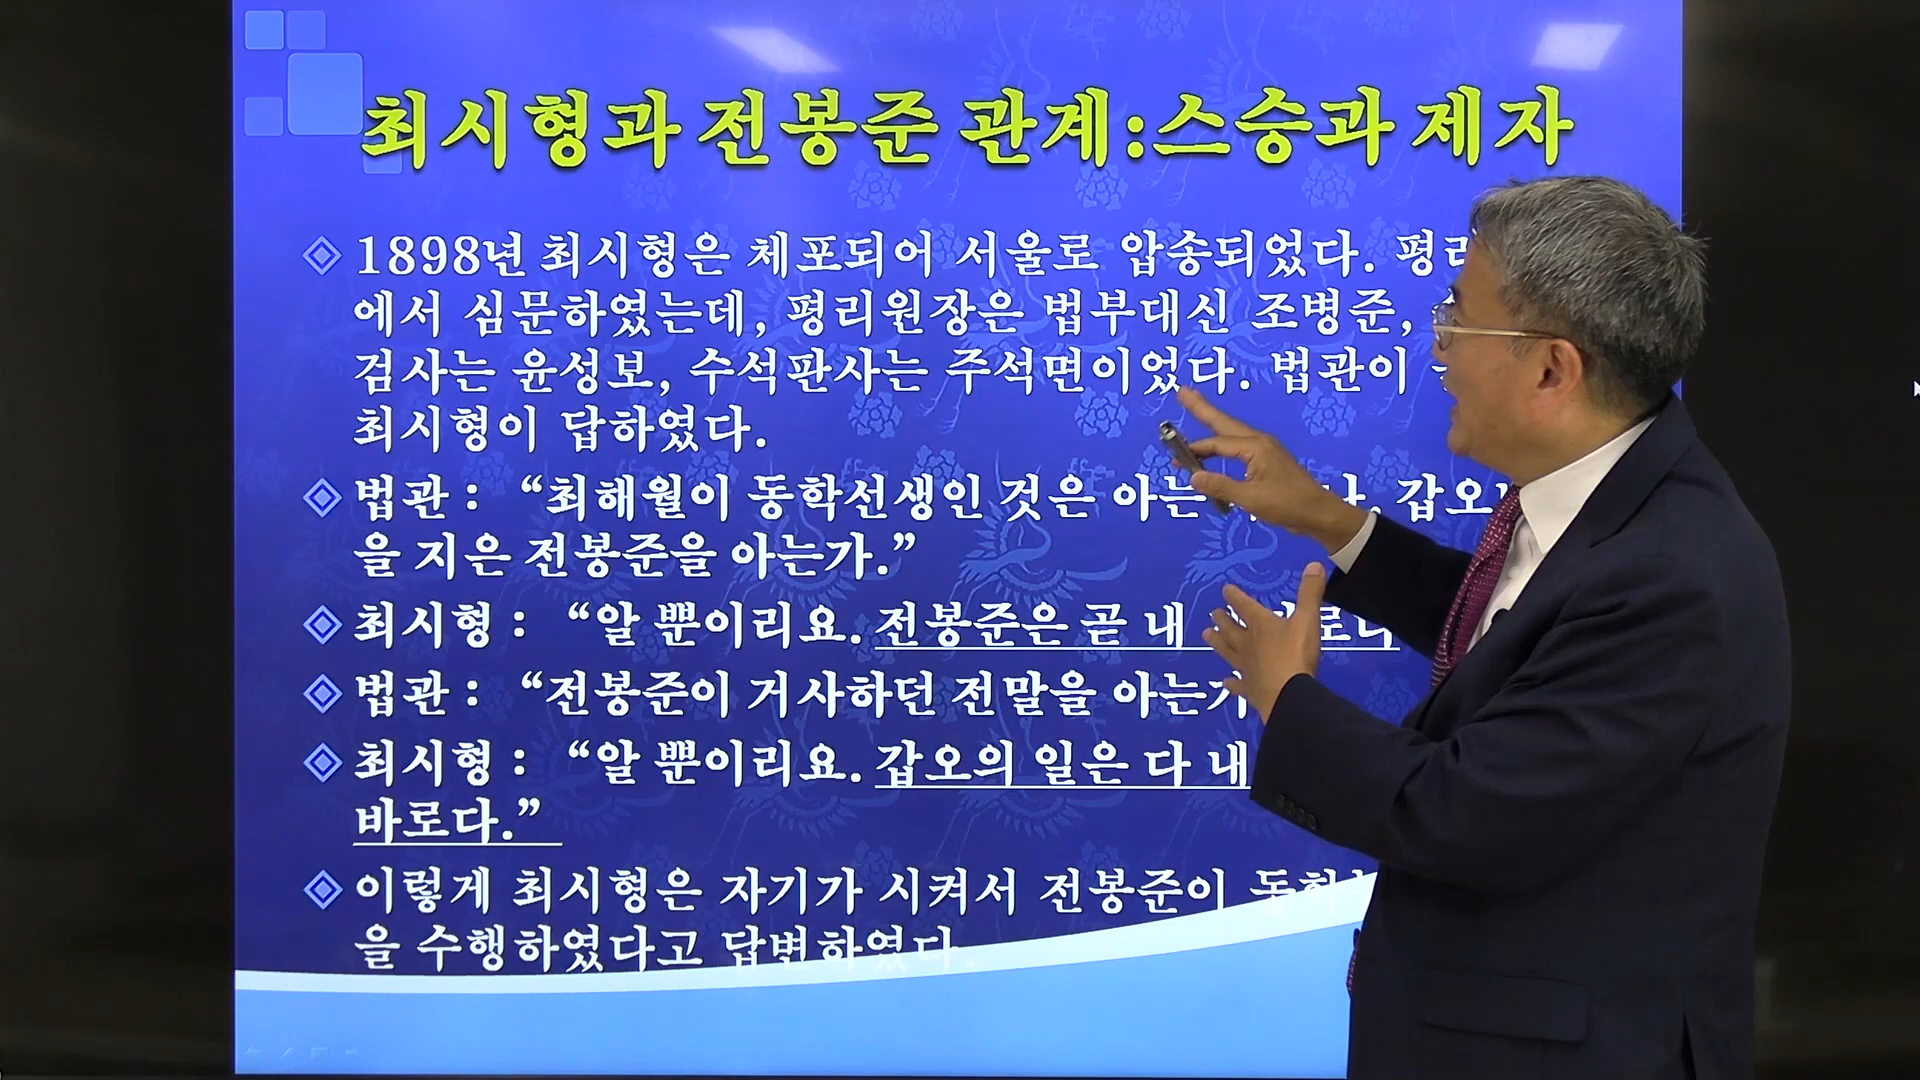 최시형과 전봉준 관계:스승과 제자
1898년 최시형은 체포되어 서울로 압송되었다.
에서 심문하였는데, 평리원장은 법부대신 조병준,
검사는 윤성보, 수석판사는 주석면이었다. 법관이
최시형이 답하였다.
법관 : “최해월이 동학선생인 것은
을 지은 전봉준을 아는가.”
최시형 : “알 뿐이리요. 전봉준은 곧 내
법관 : “전봉준이 거사하던 전말을
최시형 : “알 뿐이리요. 갑오의 일은 다 내
바로다.”
이렇게 최시형은 자기가 시켜서 전봉준이
을 수행하였다고 답변하였다.